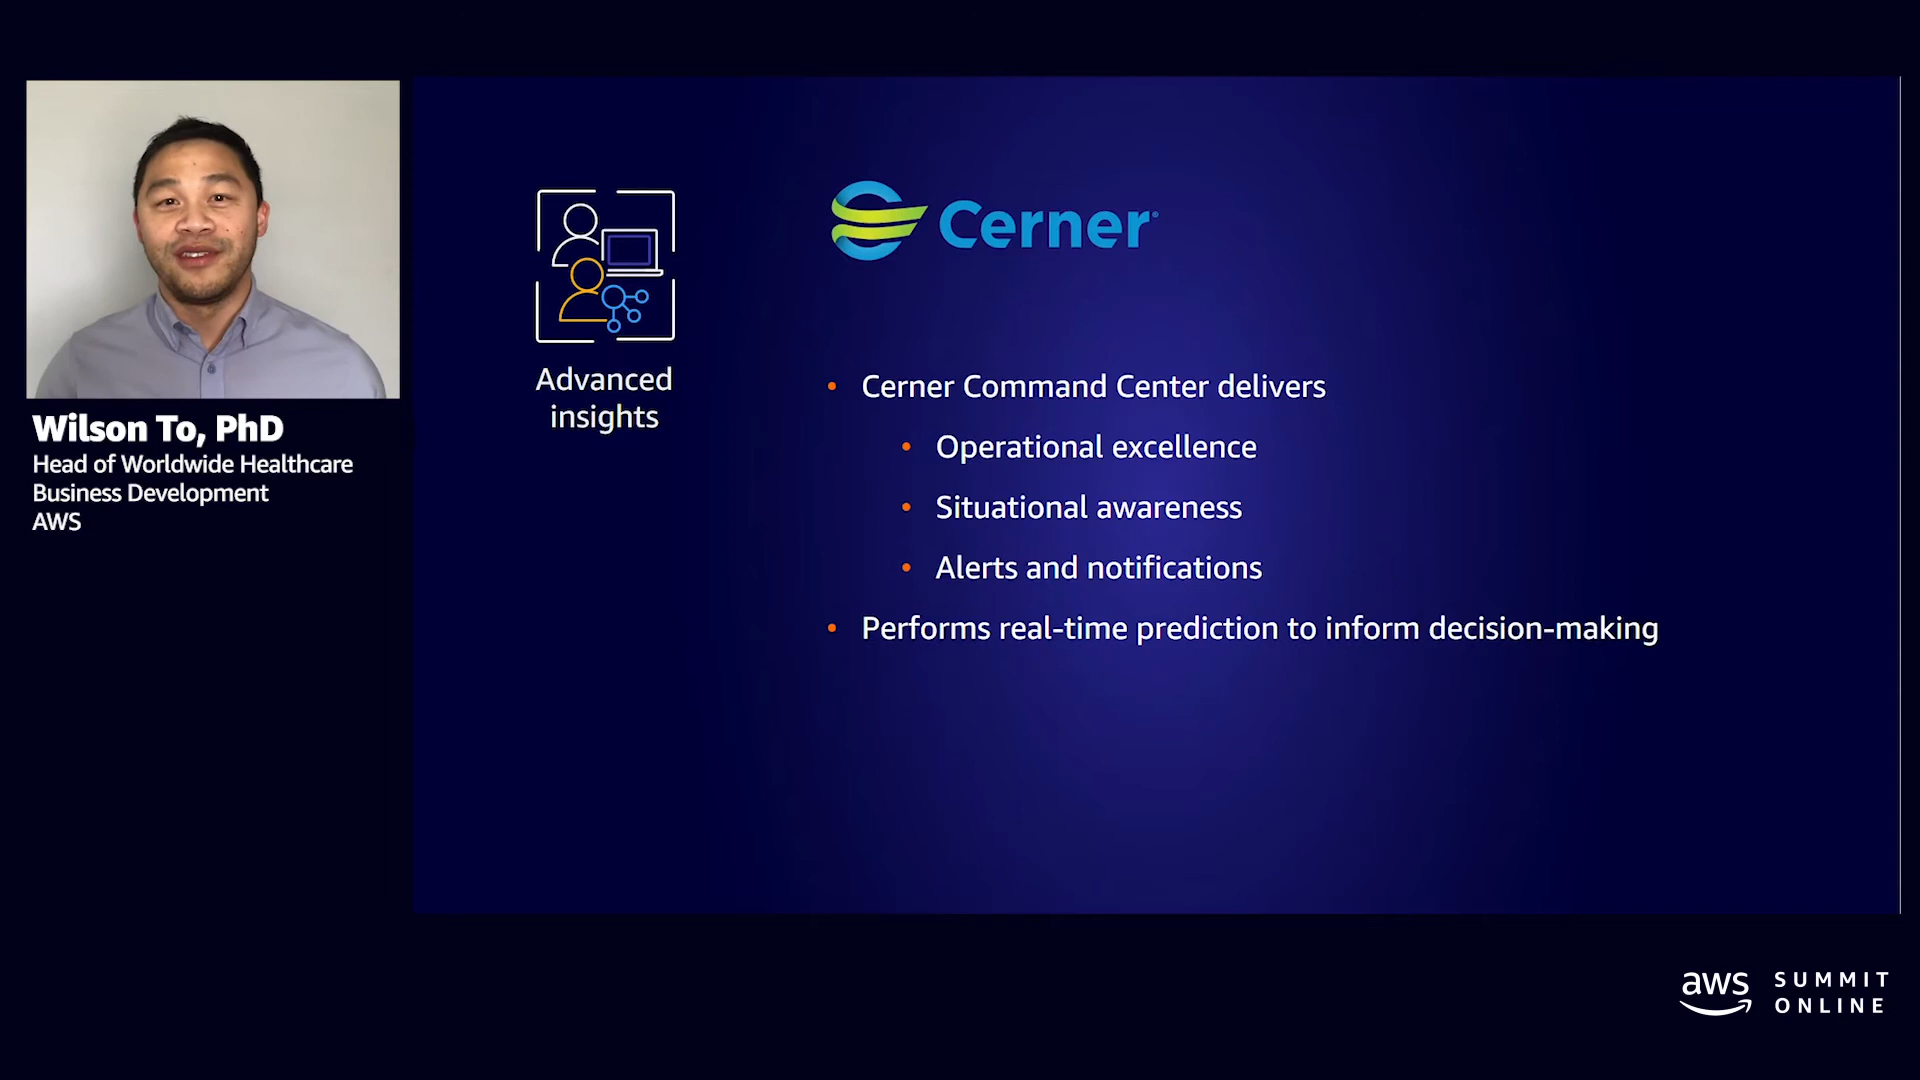 Wilson To, PhD
Head of Worldwide Healthcare
Business Development
AWS
Advanced
insights
Cerner
• Cerner Command Center delivers
• Operational excellence
• Situational awareness
• Alerts and notifications
• Performs real-time prediction to inform decision-making
aws SUMMIT
ONLINE